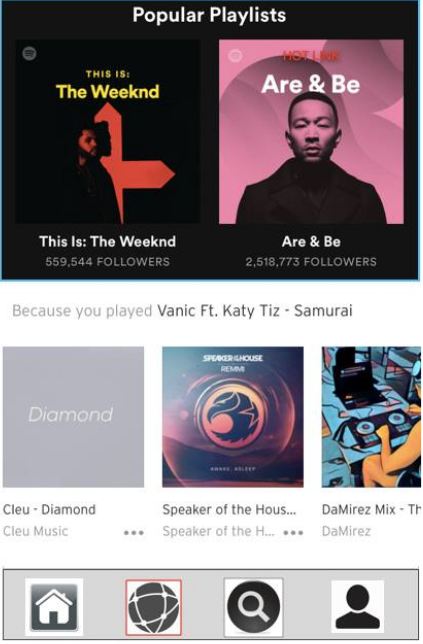 Popular Playlists
THIS IS:
The Weeknd
HOT LINK
Are & Be
This Is: The Weeknd
Are & Be
559,544 FOLLOWERS
2,518,773 FOLLOWERS
Because you played Vanic Ft. Katy Tiz - Samurai
Diamond
SPEAKER OF THE HOUSE
REMMI
AWAKE, ASLEEP
Cleu - Diamond
Speaker of the Hous...
DaMirez Mix - Th
Cleu Music
Speaker of the H...
DaMirez